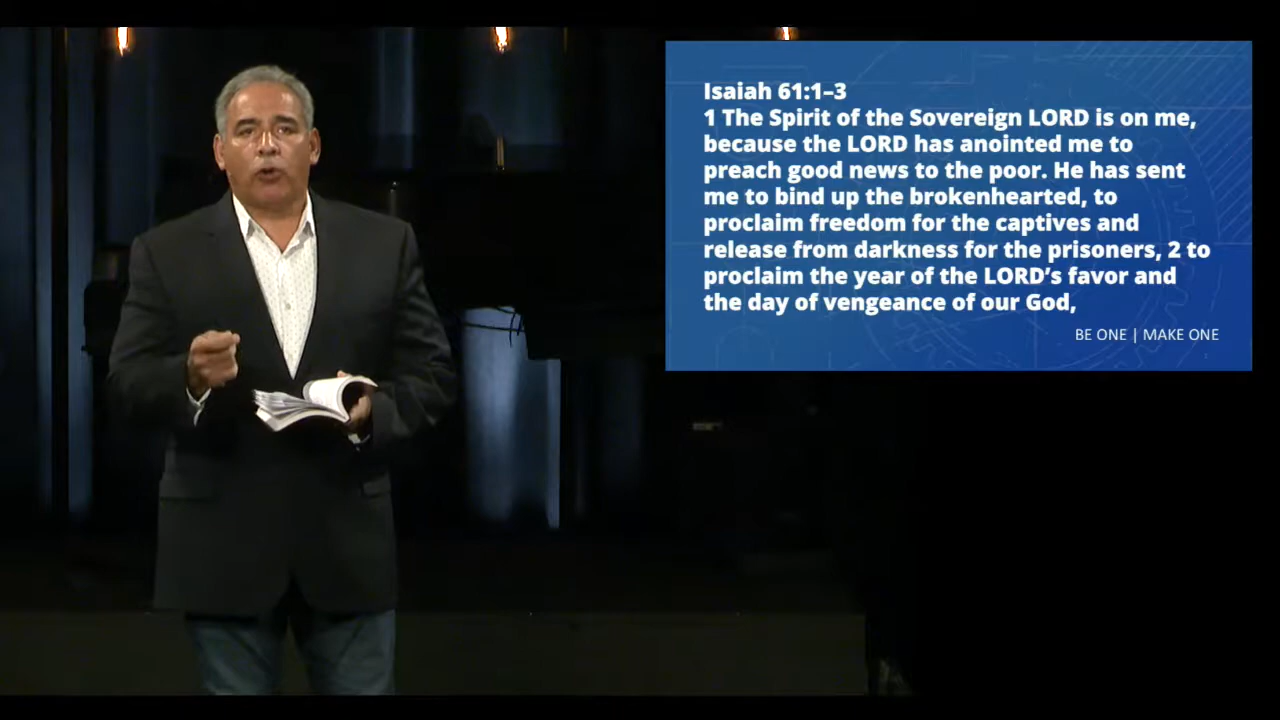 Isaiah 61:1–3
1 The Spirit of the Sovereign LORD is on me,
because the LORD has anointed me to
preach good news to the poor. He has sent
me to bind up the brokenhearted, to
proclaim freedom for the captives and
release from darkness for the prisoners, 2 to
proclaim the year of the LORD’s favor and
the day of vengeance of our God,
BE ONE | MAKE ONE